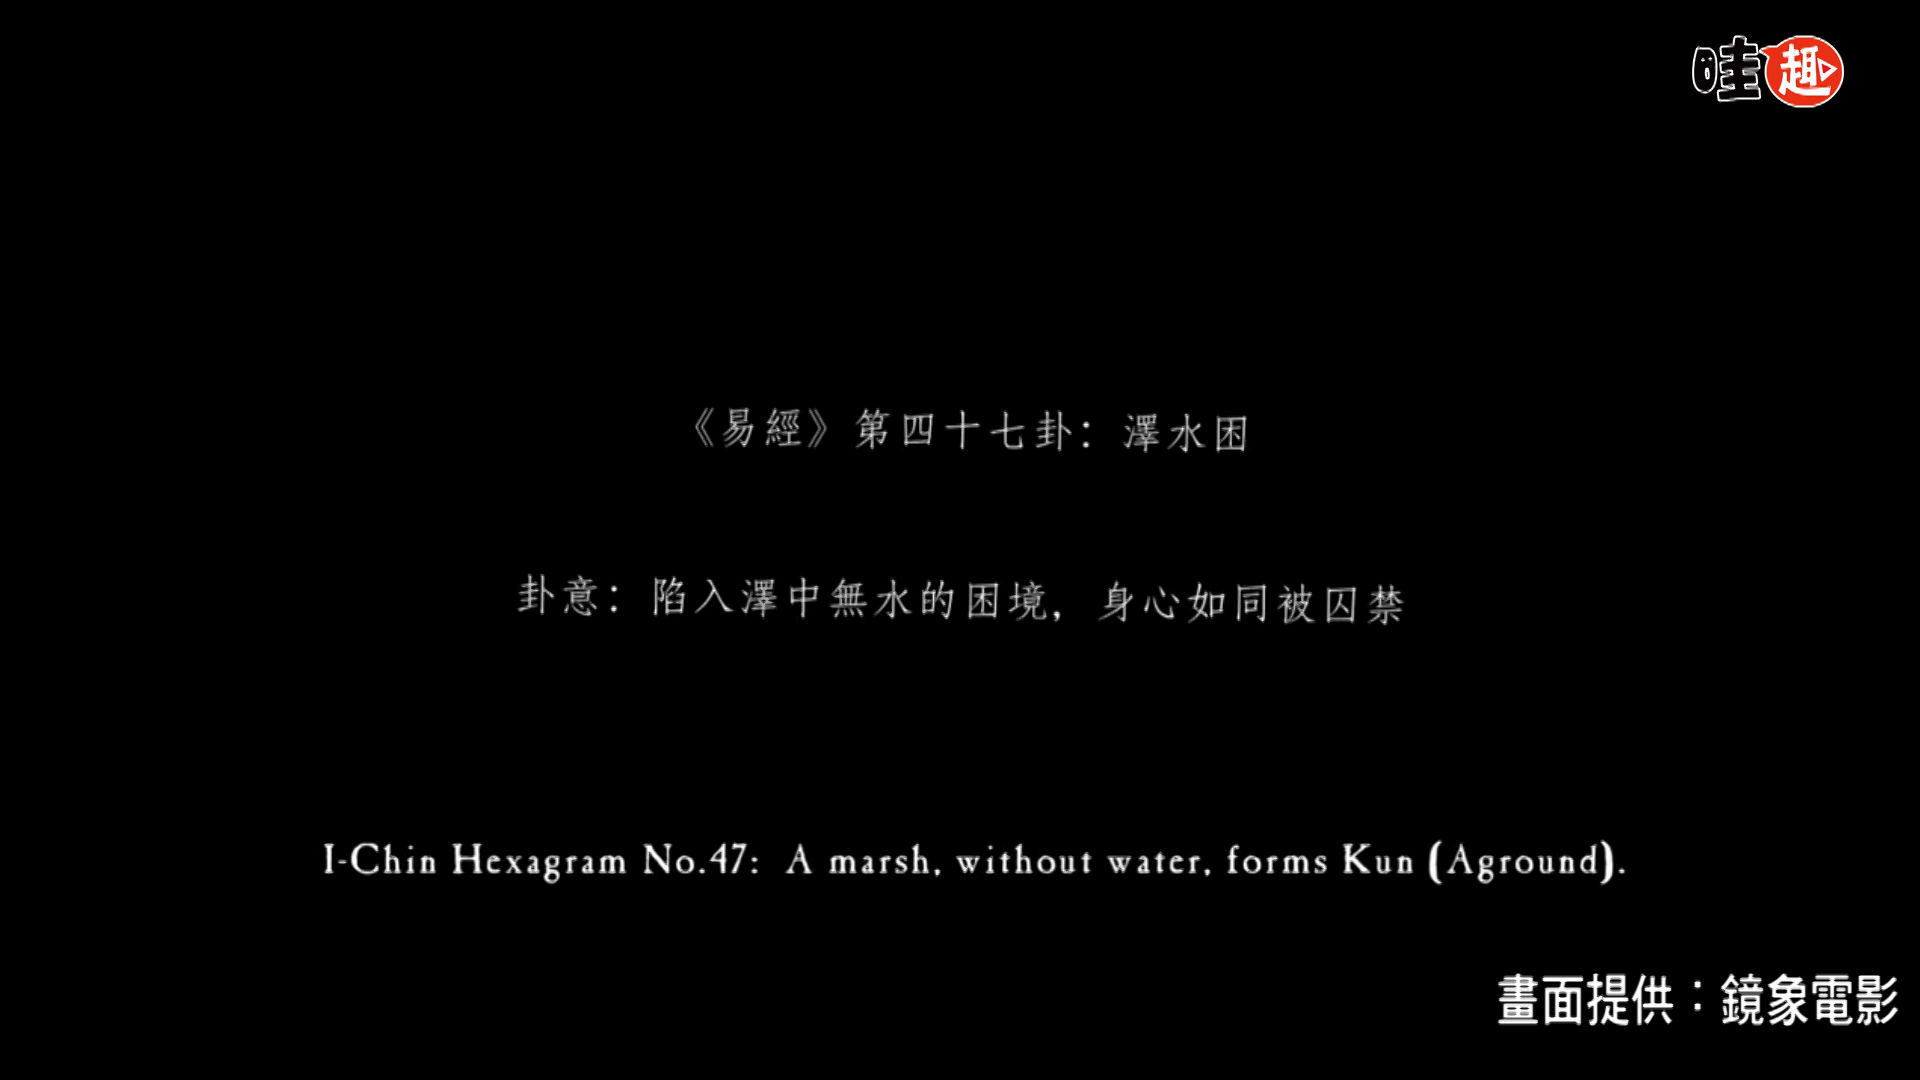 哇趣
《易經》第四十七卦：澤水困
卦意：陷入澤中無水的困境，身心如同被囚禁
I-Chin Hexagram No.47: A marsh, without water, forms Kun (Aground).
畫面提供：鏡象電影